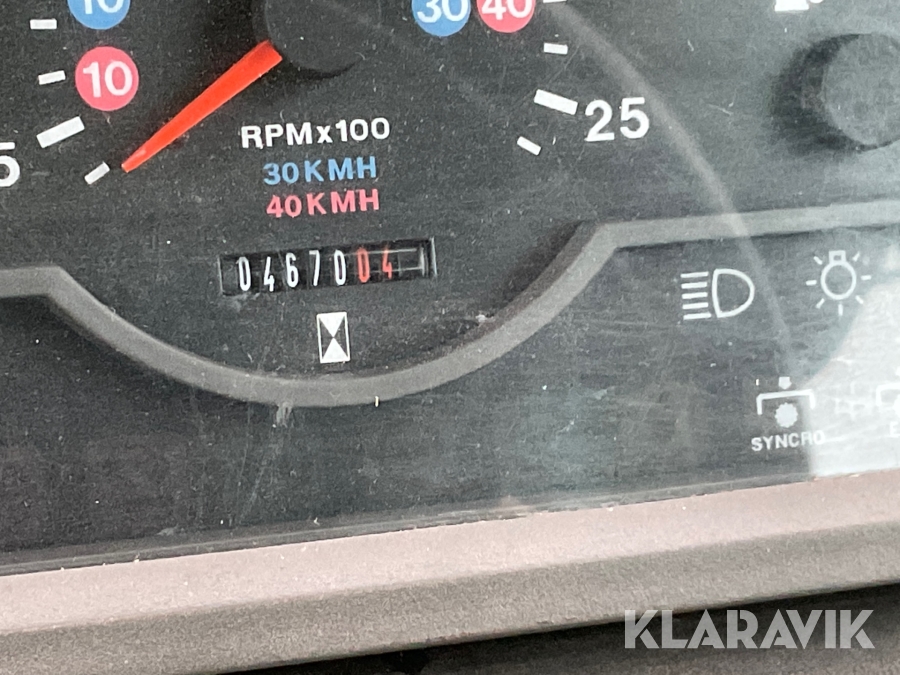 10 30 40
10
5 25
RPMx100
30KMH
40KMH
0467004
SYNCRO
KLARAVIK